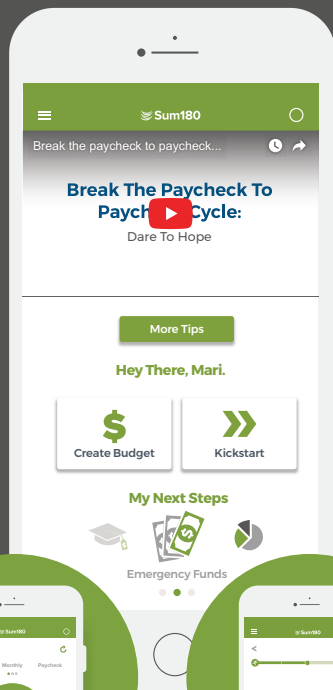 Sum180
Break the paycheck to paycheck...
Break The Paycheck To
Paych Cycle:
Dare To Hope
More Tips
Hey There, Mari.
$
Create Budget
Kickstart
My Next Steps
Emergency Funds
Sum180
Monthly Paycheck
Sum180